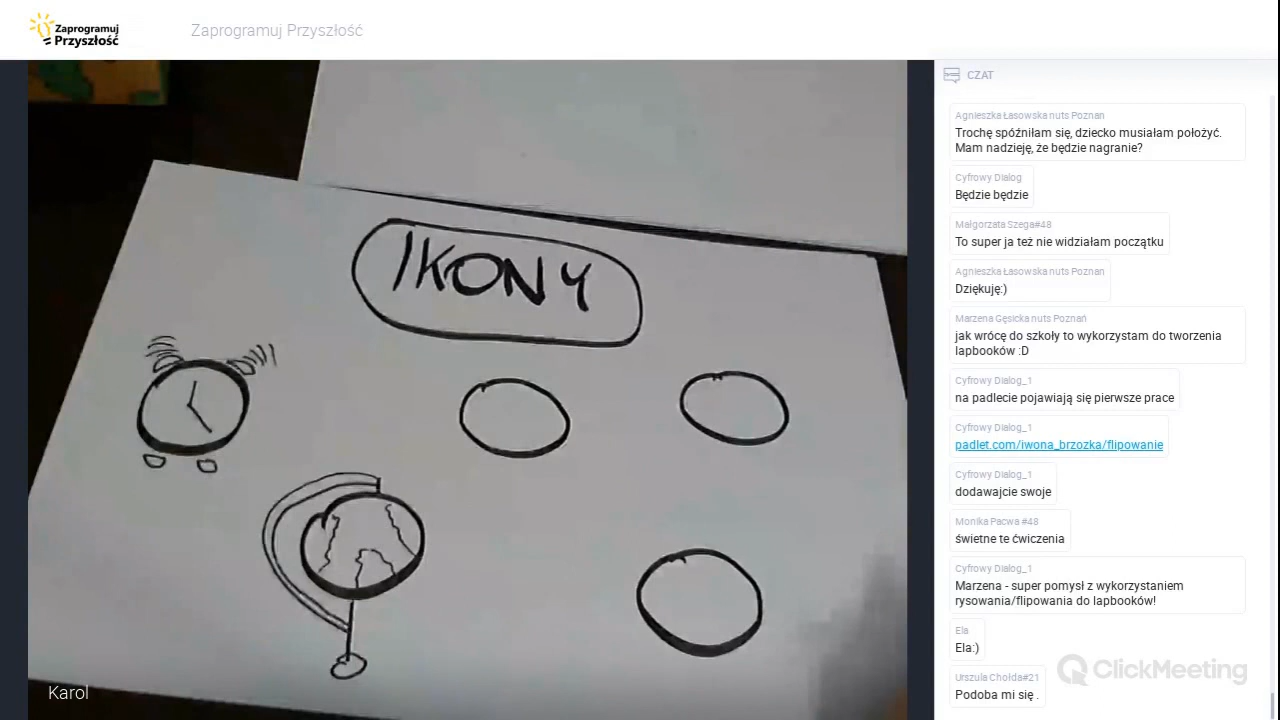 Zaprogramuj
Przyszłość
Zaprogramuj Przyszłość
CZAT
IKONY
Karol
Agnieszka Łasowska nuts Poznan
Trochę spóźniłam się, dziecko musiałam położyć.
Mam nadzieję, że będzie nagranie?
Cyfrowy Dialog
Będzie będzie
Małgorzata Szega#48
To super ja też nie widziałam początku
Agnieszka Łasowska nuts Poznan
Dziękuję:)
Marzena Gęsicka nuts Poznań
jak wrócę do szkoły to wykorzystam do tworzenia
lapbooków :D
Cyfrowy Dialog_1
na padlecie pojawiają się pierwsze prace
Cyfrowy Dialog_1
padlet.com/iwona_brzozka/flipowanie
Cyfrowy Dialog_1
dodawajcie swoje
Monika Pacwa #48
świetne te ćwiczenia
Cyfrowy Dialog_1
Marzena - super pomysł z wykorzystaniem
rysowania/flipowania do lapbooków!
Ela
Ela:)
Urszula Chołda#21
Podoba mi się .
ClickMeeting